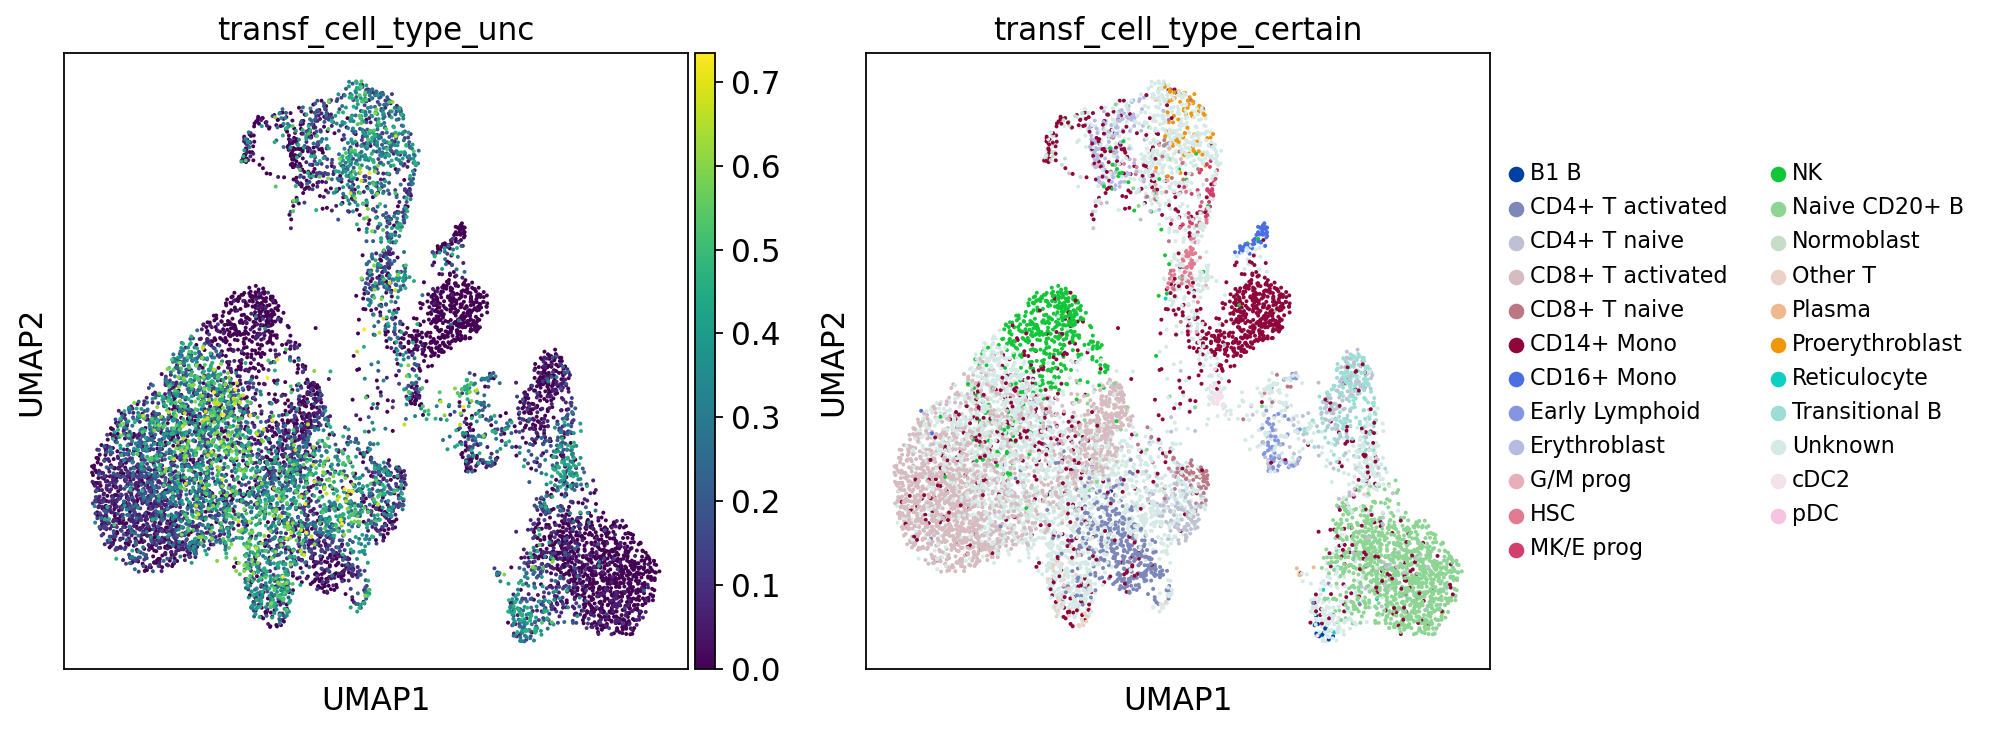 transf_cell_type_unc
transf_cell_type_certain
UMAP2
UMAP1
0.7
0.6
0.5
0.4
0.3
0.2
0.1
0.0
UMAP2
UMAP1
B1 B
CD4+ T activated
CD4+ T naive
CD8+ T activated
CD8+ T naive
CD14+ Mono
CD16+ Mono
Early Lymphoid
Erythroblast
G/M prog
HSC
MK/E prog
NK
Naive CD20+ B
Normoblast
Other T
Plasma
Proerythroblast
Reticulocyte
Transitional B
Unknown
cDC2
pDC